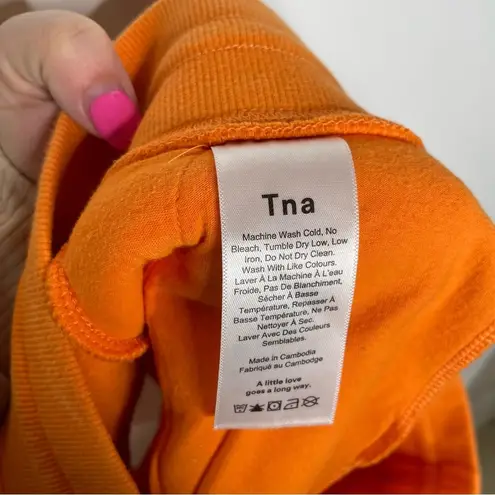 Tna
Machine Wash Cold, No
Bleach, Tumble Dry Low, Low
Iron, Do Not Dry Clean.
Wash With Like Colours.
Laver À La Machine À L'eau
Froide, Pas De Blanchiment,
Sécher À Basse
Température, Repasser À
Basse Température, Ne Pas
Nettoyer À Sec.
Laver Avec Des Couleurs
Semblables.
Made in Cambodia
Fabriqué au Cambodge
A little love
goes a long way.